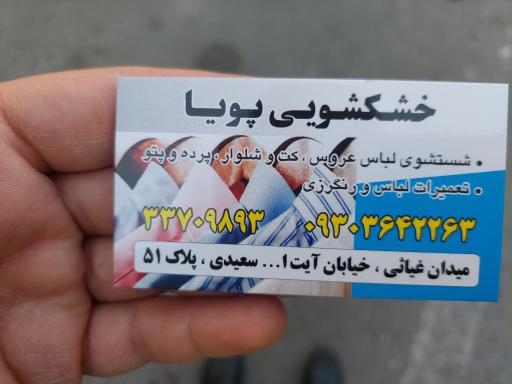 خشکشویی پویا
• شستشوی لباس عروس، کت و شلوار، پرده و پتو
• تعمیرات لباس و رنگرزی
۳۳۷۰۹۸۹۳ ۰۹۳۰۳۶۴۲۲۶۳
میدان غیاثی ، خیابان آیت ا... سعیدی ، پلاک ۵۱